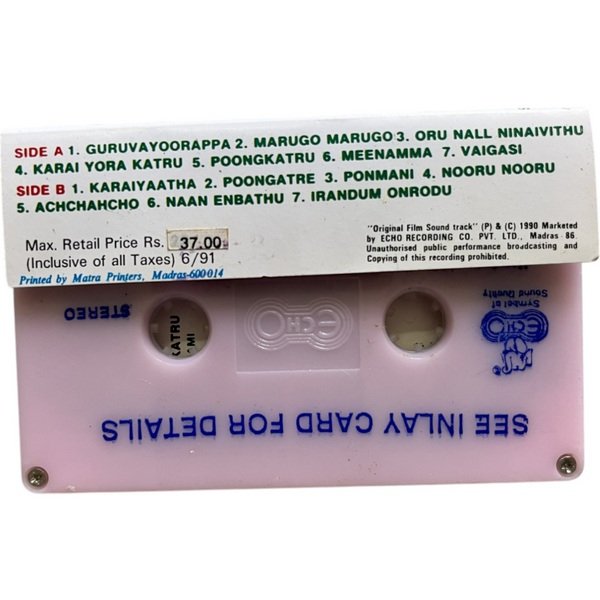 SIDE A 1. GURUVAYOORAPPA 2. MARUGO MARUGO 3. ORU NALL NINAIVITHU
4. KARAI YORA KATRU 5. POONGKATRU 6. MEENAMMA 7. VAIGASI
SIDE B 1. KARAIYAATHA 2. POONGATRE 3. PONMANI 4. NOORU NOORU
5. ACHCHAHCHO 6. NAAN ENBATHU 7. IRANDUM ONRODU
Max. Retail Price Rs. 37.00
(Inclusive of all Taxes) 6/91
Printed by Matra Printers, Madras-600 014
"Original Film Sound track" (P) & (C) 1990 Marketed
by ECHO RECORDING CO. PVT. LTD., Madras 86.
Unauthorised public performance broadcasting and
Copying of this recording prohibited.
STEREO
KATRU
MI
ECHO
ECHO
Symbol of
Sound Quality
SEE INLAY CARD FOR DETAILS